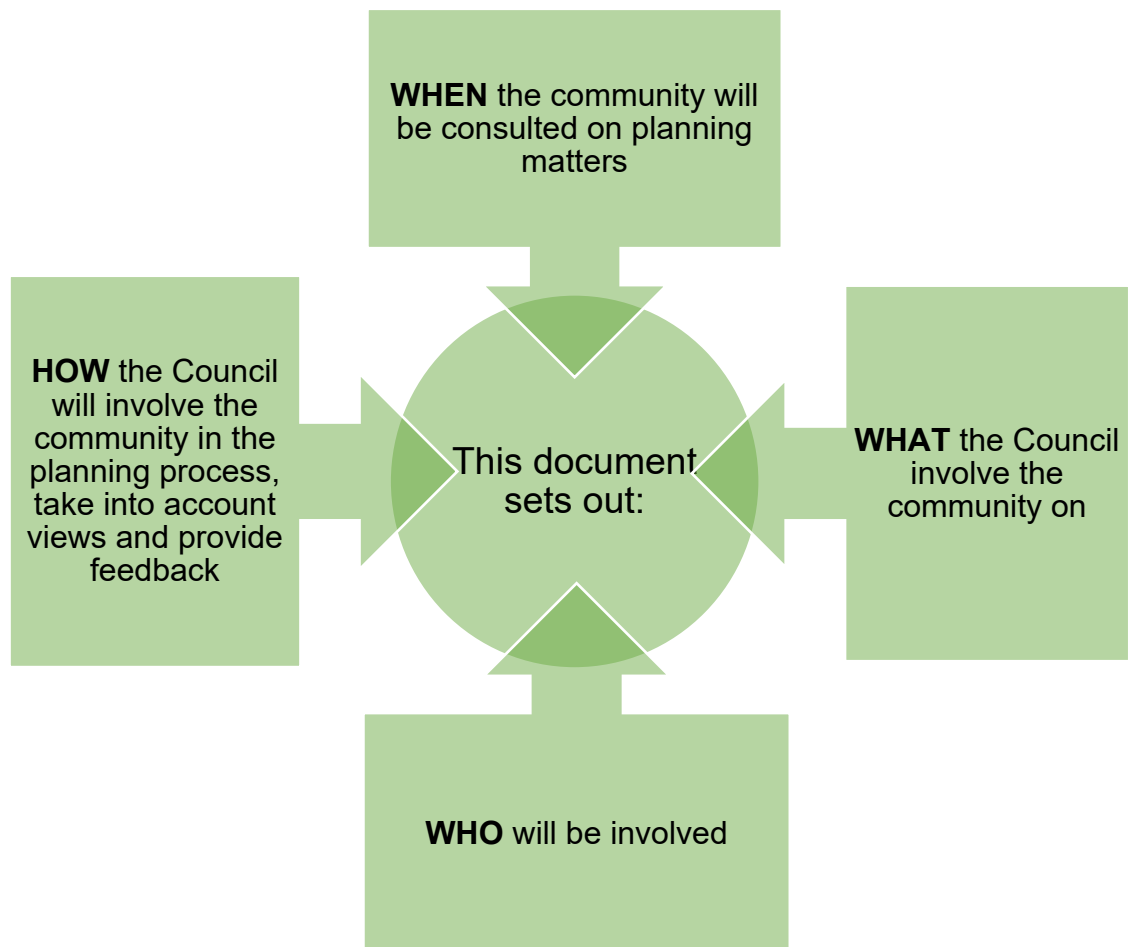 WHEN the community will
be consulted on planning
matters
HOW the Council
will involve the
community in the
planning process,
take into account
views and provide
feedback
This document
sets out:
WHAT the Council
involve the
community on
WHO will be involved